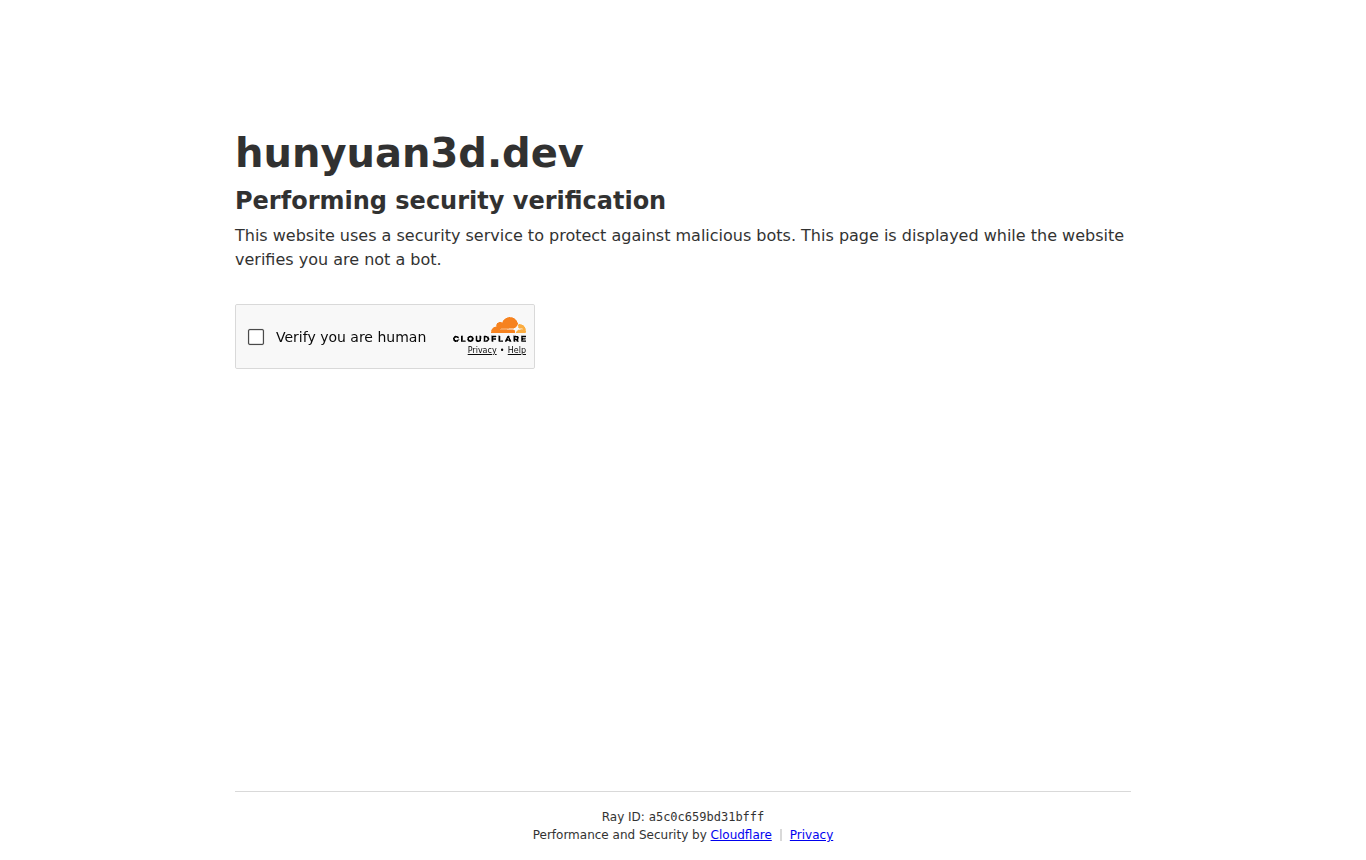 hunyuan3d.dev
Performing security verification
This website uses a security service to protect against malicious bots. This page is displayed while the website
verifies you are not a bot.
Verify you are human
CLOUDFLARE
Privacy • Help
Ray ID: a5c0c659bd31bfff
Performance and Security by Cloudflare | Privacy